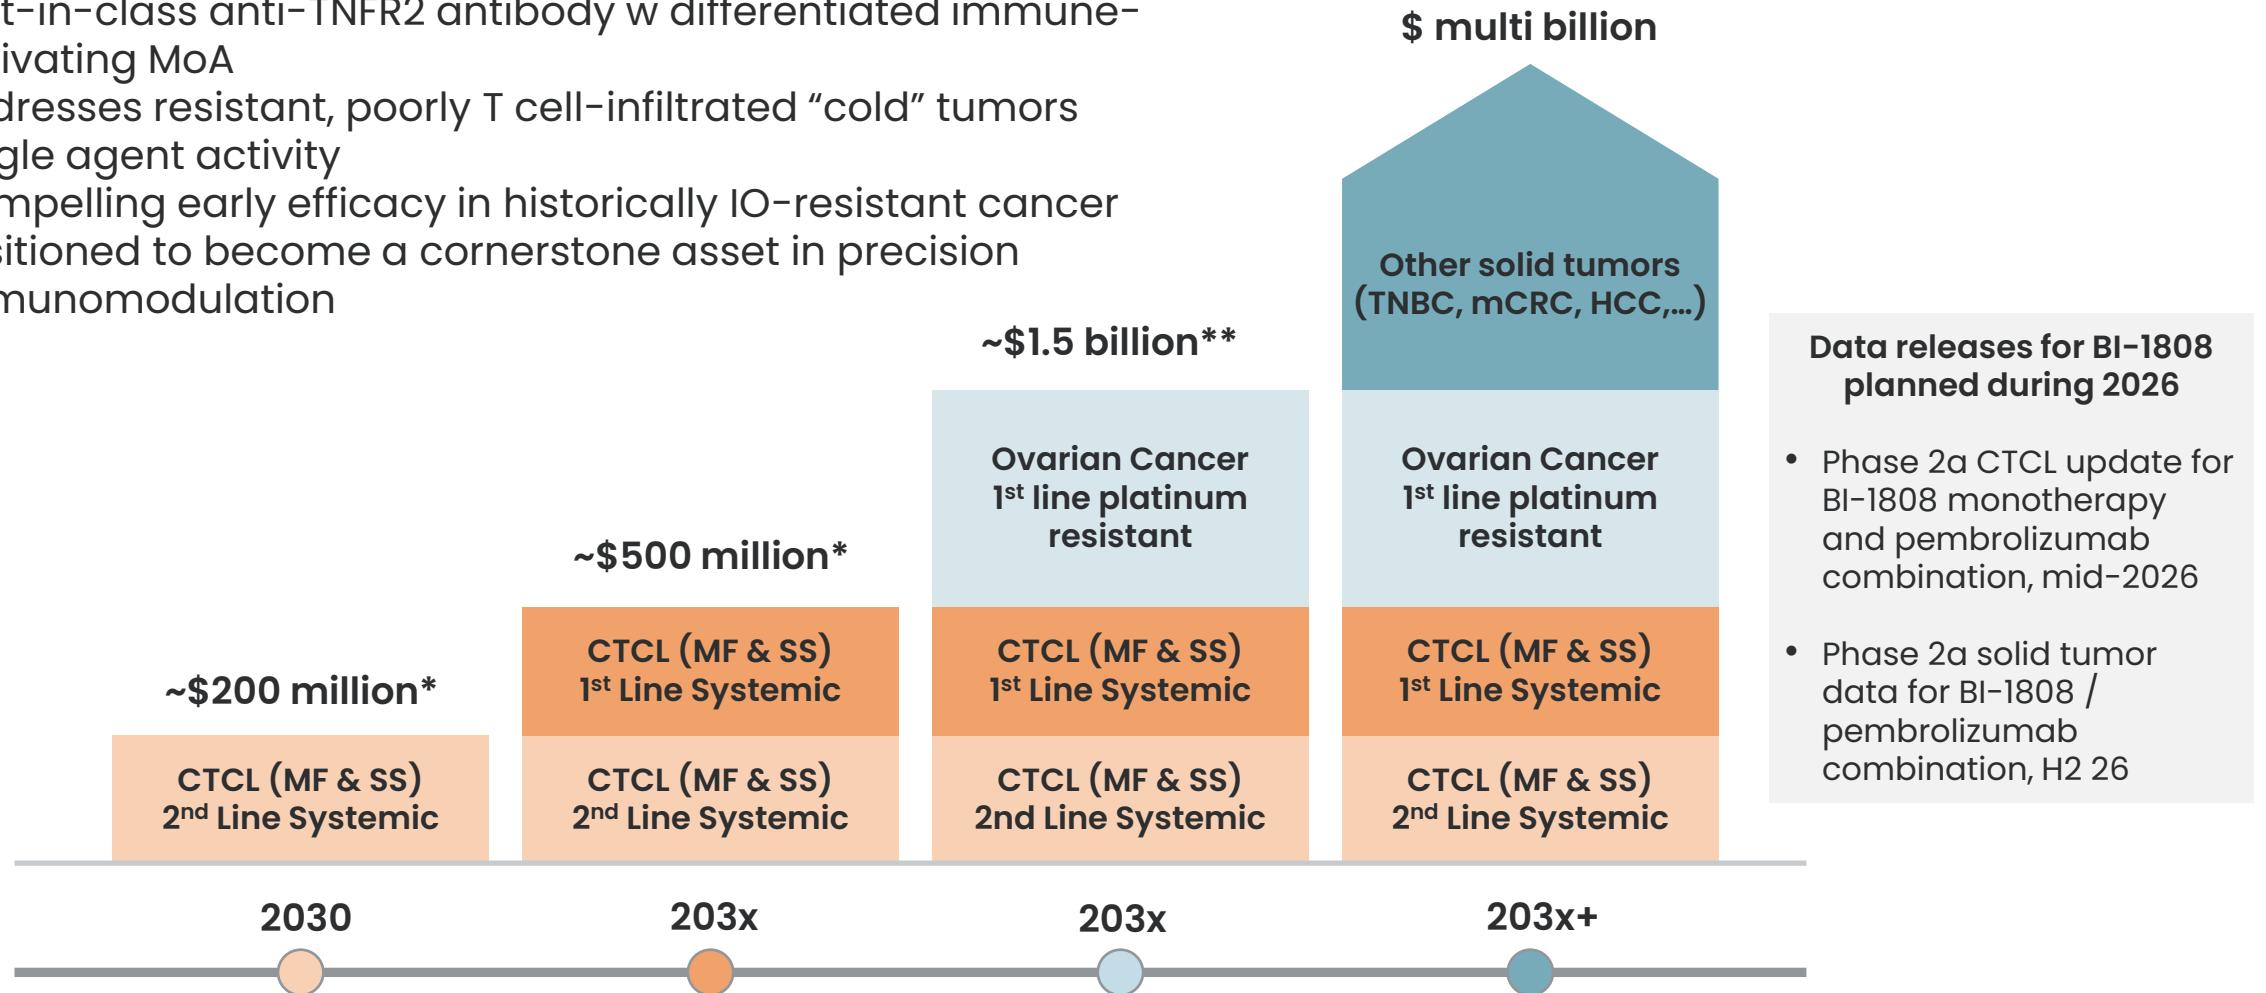 -in-class anti-TNFR2 antibody w differentiated immune-
MoA
resistant, poorly T cell-infiltrated “cold” tumors
agent activity
early efficacy in historically IO-resistant cancer
to become a cornerstone asset in precision
$ multi billion
Other solid tumors
(TNBC, mCRC, HCC,...)
~$1.5 billion**
Ovarian Cancer
1st line platinum
resistant
Ovarian Cancer
1st line platinum
resistant
~$500 million*
CTCL (MF & SS)
1st Line Systemic
CTCL (MF & SS)
1st Line Systemic
CTCL (MF & SS)
1st Line Systemic
~$200 million*
CTCL (MF & SS)
2nd Line Systemic
CTCL (MF & SS)
2nd Line Systemic
CTCL (MF & SS)
2nd Line Systemic
CTCL (MF & SS)
2nd Line Systemic
2030
203x
203x
203x+
Data releases for BI-1808
planned during 2026
• Phase 2a CTCL update for
BI-1808 monotherapy
and pembrolizumab
combination, mid-2026
• Phase 2a solid tumor
data for BI-1808 /
pembrolizumab
combination, H2 26